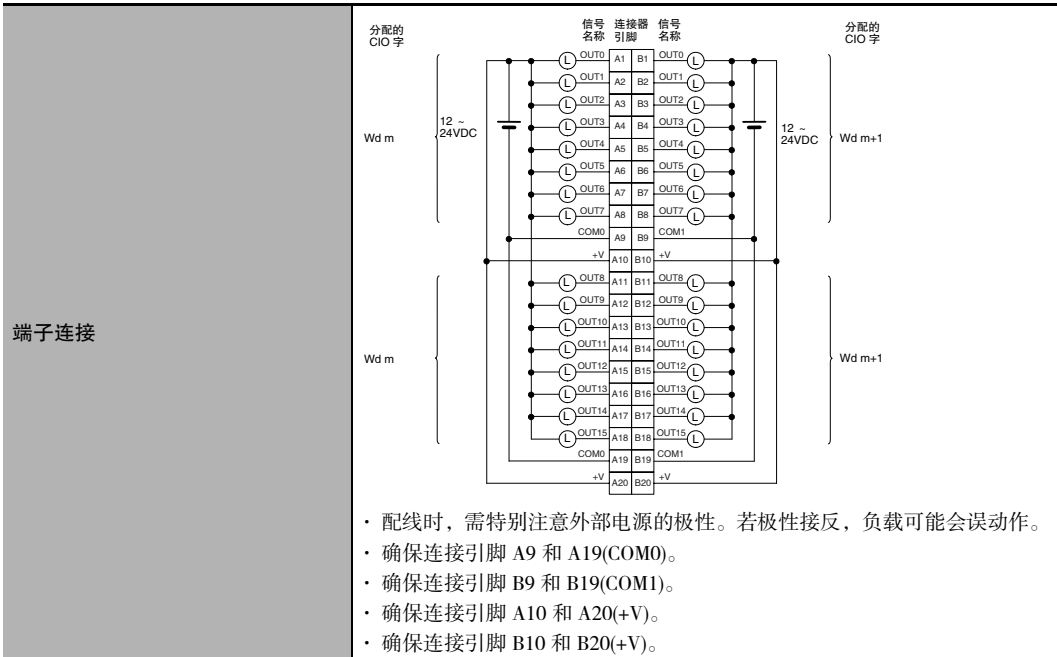 端子连接
分配的
CIO 字
信号
名称
连接器
引脚
信号
名称
分配的
CIO 字
L OUT0 A1 B1 OUT0 L
L OUT1 A2 B2 OUT1 L
L OUT2 A3 B3 OUT2 L
L OUT3 A4 B4 OUT3 L
L OUT4 A5 B5 OUT4 L
L OUT5 A6 B6 OUT5 L
L OUT6 A7 B7 OUT6 L
L OUT7 A8 B8 OUT7 L
COM0 A9 B9 COM1
+V A10 B10 +V
L OUT8 A11 B11 OUT8 L
L OUT9 A12 B12 OUT9 L
L OUT10 A13 B13 OUT10 L
L OUT11 A14 B14 OUT11 L
L OUT12 A15 B15 OUT12 L
L OUT13 A16 B16 OUT13 L
L OUT14 A17 B17 OUT14 L
L OUT15 A18 B18 OUT15 L
COM0 A19 B19 COM1
+V A20 B20 +V
Wd m
12 ~
24VDC
12 ~
24VDC
Wd m+1
Wd m
Wd m+1
· 配线时，需特别注意外部电源的极性。若极性接反，负载可能会误动作。
· 确保连接引脚 A9 和 A19(COM0)。
· 确保连接引脚 B9 和 B19(COM1)。
· 确保连接引脚 A10 和 A20(+V)。
· 确保连接引脚 B10 和 B20(+V)。